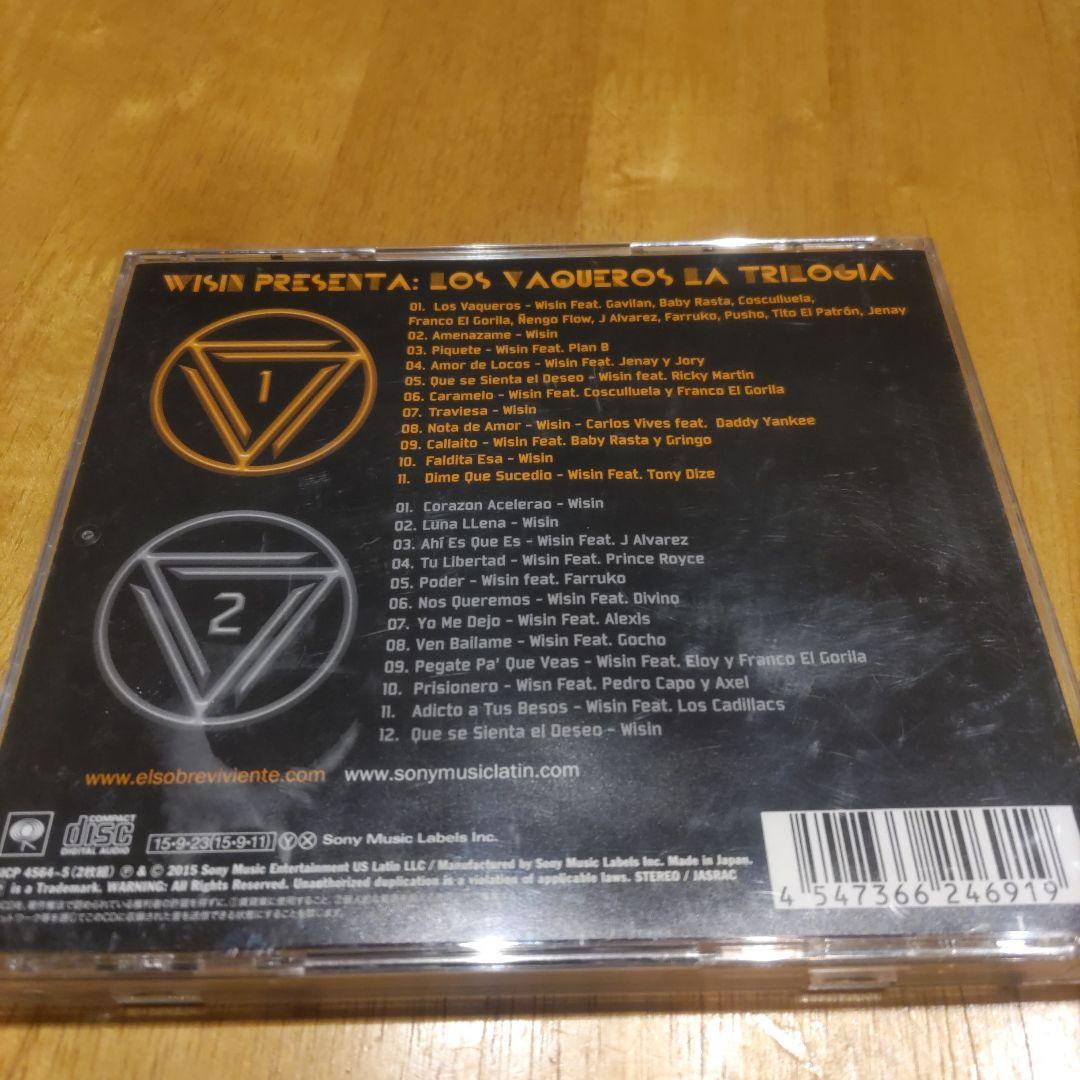 WISIN PRESENTA: LOS VAQUEROS LA TRILOGIA
1
01. Los Vaqueros - Wisin Feat. Gavilan, Baby Rasta, Cosculluela,
Franco El Gorila, Ñengo Flow, J Alvarez, Farruko, Pusho, Tito El Patrón, Jenay
02. Amenazame - Wisin
03. Piquete - Wisin Feat. Plan B
04. Amor de Locos - Wisin Feat. Jenay y Jory
05. Que se Sienta el Deseo - Wisin feat. Ricky Martin
06. Caramelo - Wisin Feat. Cosculluela y Franco El Gorila
07. Traviesa - Wisin
08. Nota de Amor - Wisin - Carlos Vives feat. Daddy Yankee
09. Callaito - Wisin Feat. Baby Rasta y Gringo
10. Faldita Esa - Wisin
11. Dime Que Sucedio - Wisin Feat. Tony Dize
2
01. Corazon Acelerao - Wisin
02. Luna LLena - Wisin
03. Ahí Es Que Es - Wisin Feat. J Alvarez
04. Tu Libertad - Wisin Feat. Prince Royce
05. Poder - Wisin feat. Farruko
06. Nos Queremos - Wisin Feat. Divino
07. Yo Me Dejo - Wisin Feat. Alexis
08. Ven Bailame - Wisin Feat. Gocho
09. Pegate Pa' Que Veas - Wisin Feat. Eloy y Franco El Gorila
10. Prisionero - Wisn Feat. Pedro Capo y Axel
11. Adicto a Tus Besos - Wisin Feat. Los Cadillacs
12. Que se Sienta el Deseo - Wisin
www.elsobreviviente.com www.sonymusiclatin.com
COMPACT disc DIGITAL AUDIO 15·9·23(15·9·11) Y X Sony Music Labels Inc.
4564~5(2枚組) ℗ & © 2015 Sony Music Entertainment US Latin LLC / Manufactured by Sony Music Labels Inc. Made in Japan.
is a Trademark. WARNING: All Rights Reserved. Unauthorized duplication is a violation of applicable laws. STEREO / JASRAC
4 547366 246919